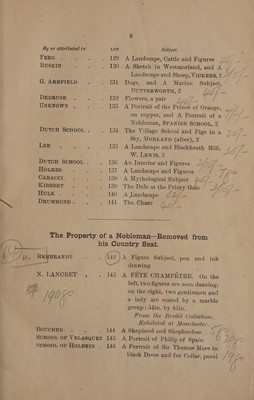 9
By or attributed to LOT Subject.
FERG . . . . 129 A Landscape, Cattle and Figures
RUSKIN . . . 130 A Sketch in Westmorland, and A
Landscape and Sheep, VICKERS, 2
G. ARMFIELD . . 131 Dogs, and A Marine Subject,
BUTTERWORTH, 2
DEGRUSE . . . 132 Flowers, a pair
UNKNOWN . . . 133 A Portrait of the Prince of Orange,
on copper, and A Portrait of a
Nobleman, SPANISH SCHOOL, 2
DUTCH SCHOOL . 134 The Village School and Pigs in a
Sty, MORLAND (after), 2
LEE . . . . 135 A Landscape and Blackheath Mill,
W. LEWIS, 2
DUTCH SCHOOL . 136 An Interior and Figures
HOLMES . . . 137 A Landscape and Figures
CARACCI . . . 138 A Mythological Subject
KIBBERT . . . 139 The Dole at the Priory Gate
HULK . . . . 140 A Landscape
DRUMMOND . . . 141 The Chase
The Property of a Nobleman—Removed from
his Country Seat.
REMBRANDT . 142 A Figure Subject, pen and ink
drawing
N. LANCRET . . 143 A FÊTE CHAMPÊTRE. On the
left, two figures are seen dancing;
on the right, two gentlemen and
a lady are seated by a marble
group;
From the Bredel Collection.
Exhibited at Manchester.
BOUCHER . . . 144 A Shepherd and Shepherdess
SCHOOL OF VELASQUEZ 145 A Portrait of Philip of Spain
SCHOOL OF HOLBEIN . 146 A Portrait of Sir Thomas More in
black Dress and fur Collar, panel